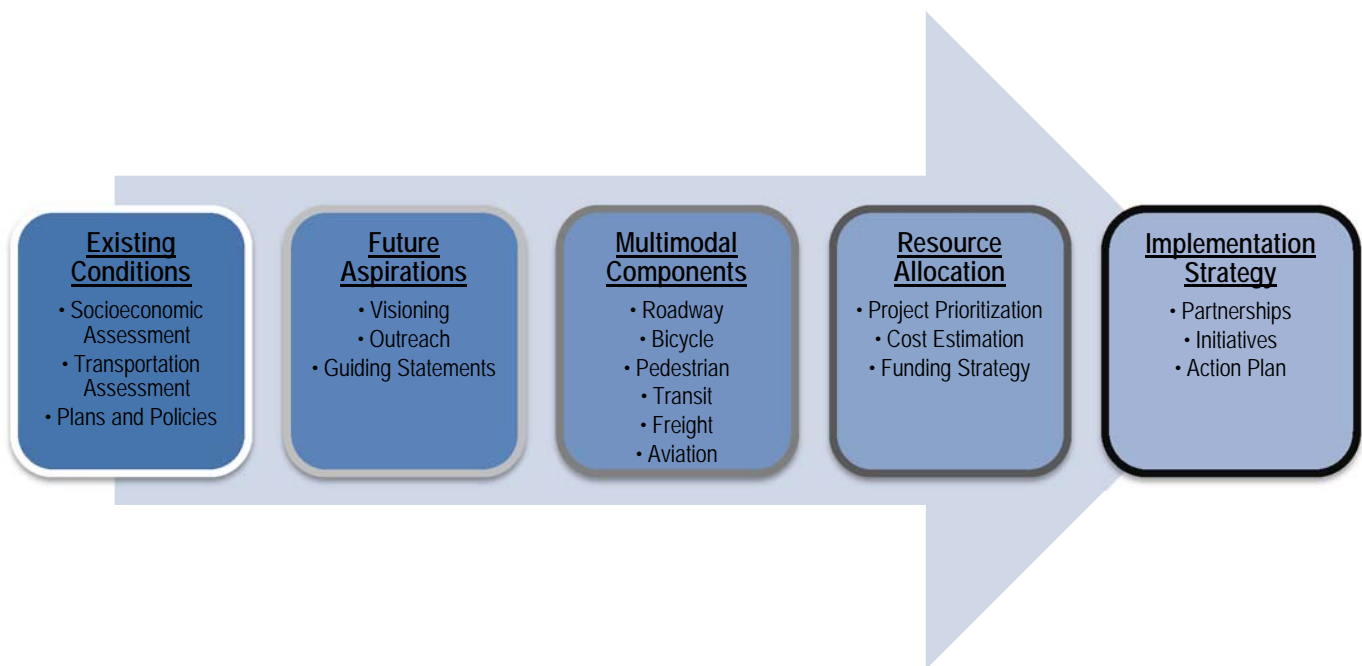 Existing
Conditions
• Socioeconomic
Assessment
• Transportation
Assessment
• Plans and Policies
Future
Aspirations
• Visioning
• Outreach
• Guiding Statements
Multimodal
Components
• Roadway
• Bicycle
• Pedestrian
• Transit
• Freight
• Aviation
Resource
Allocation
• Project Prioritization
• Cost Estimation
• Funding Strategy
Implementation
Strategy
• Partnerships
• Initiatives
• Action Plan